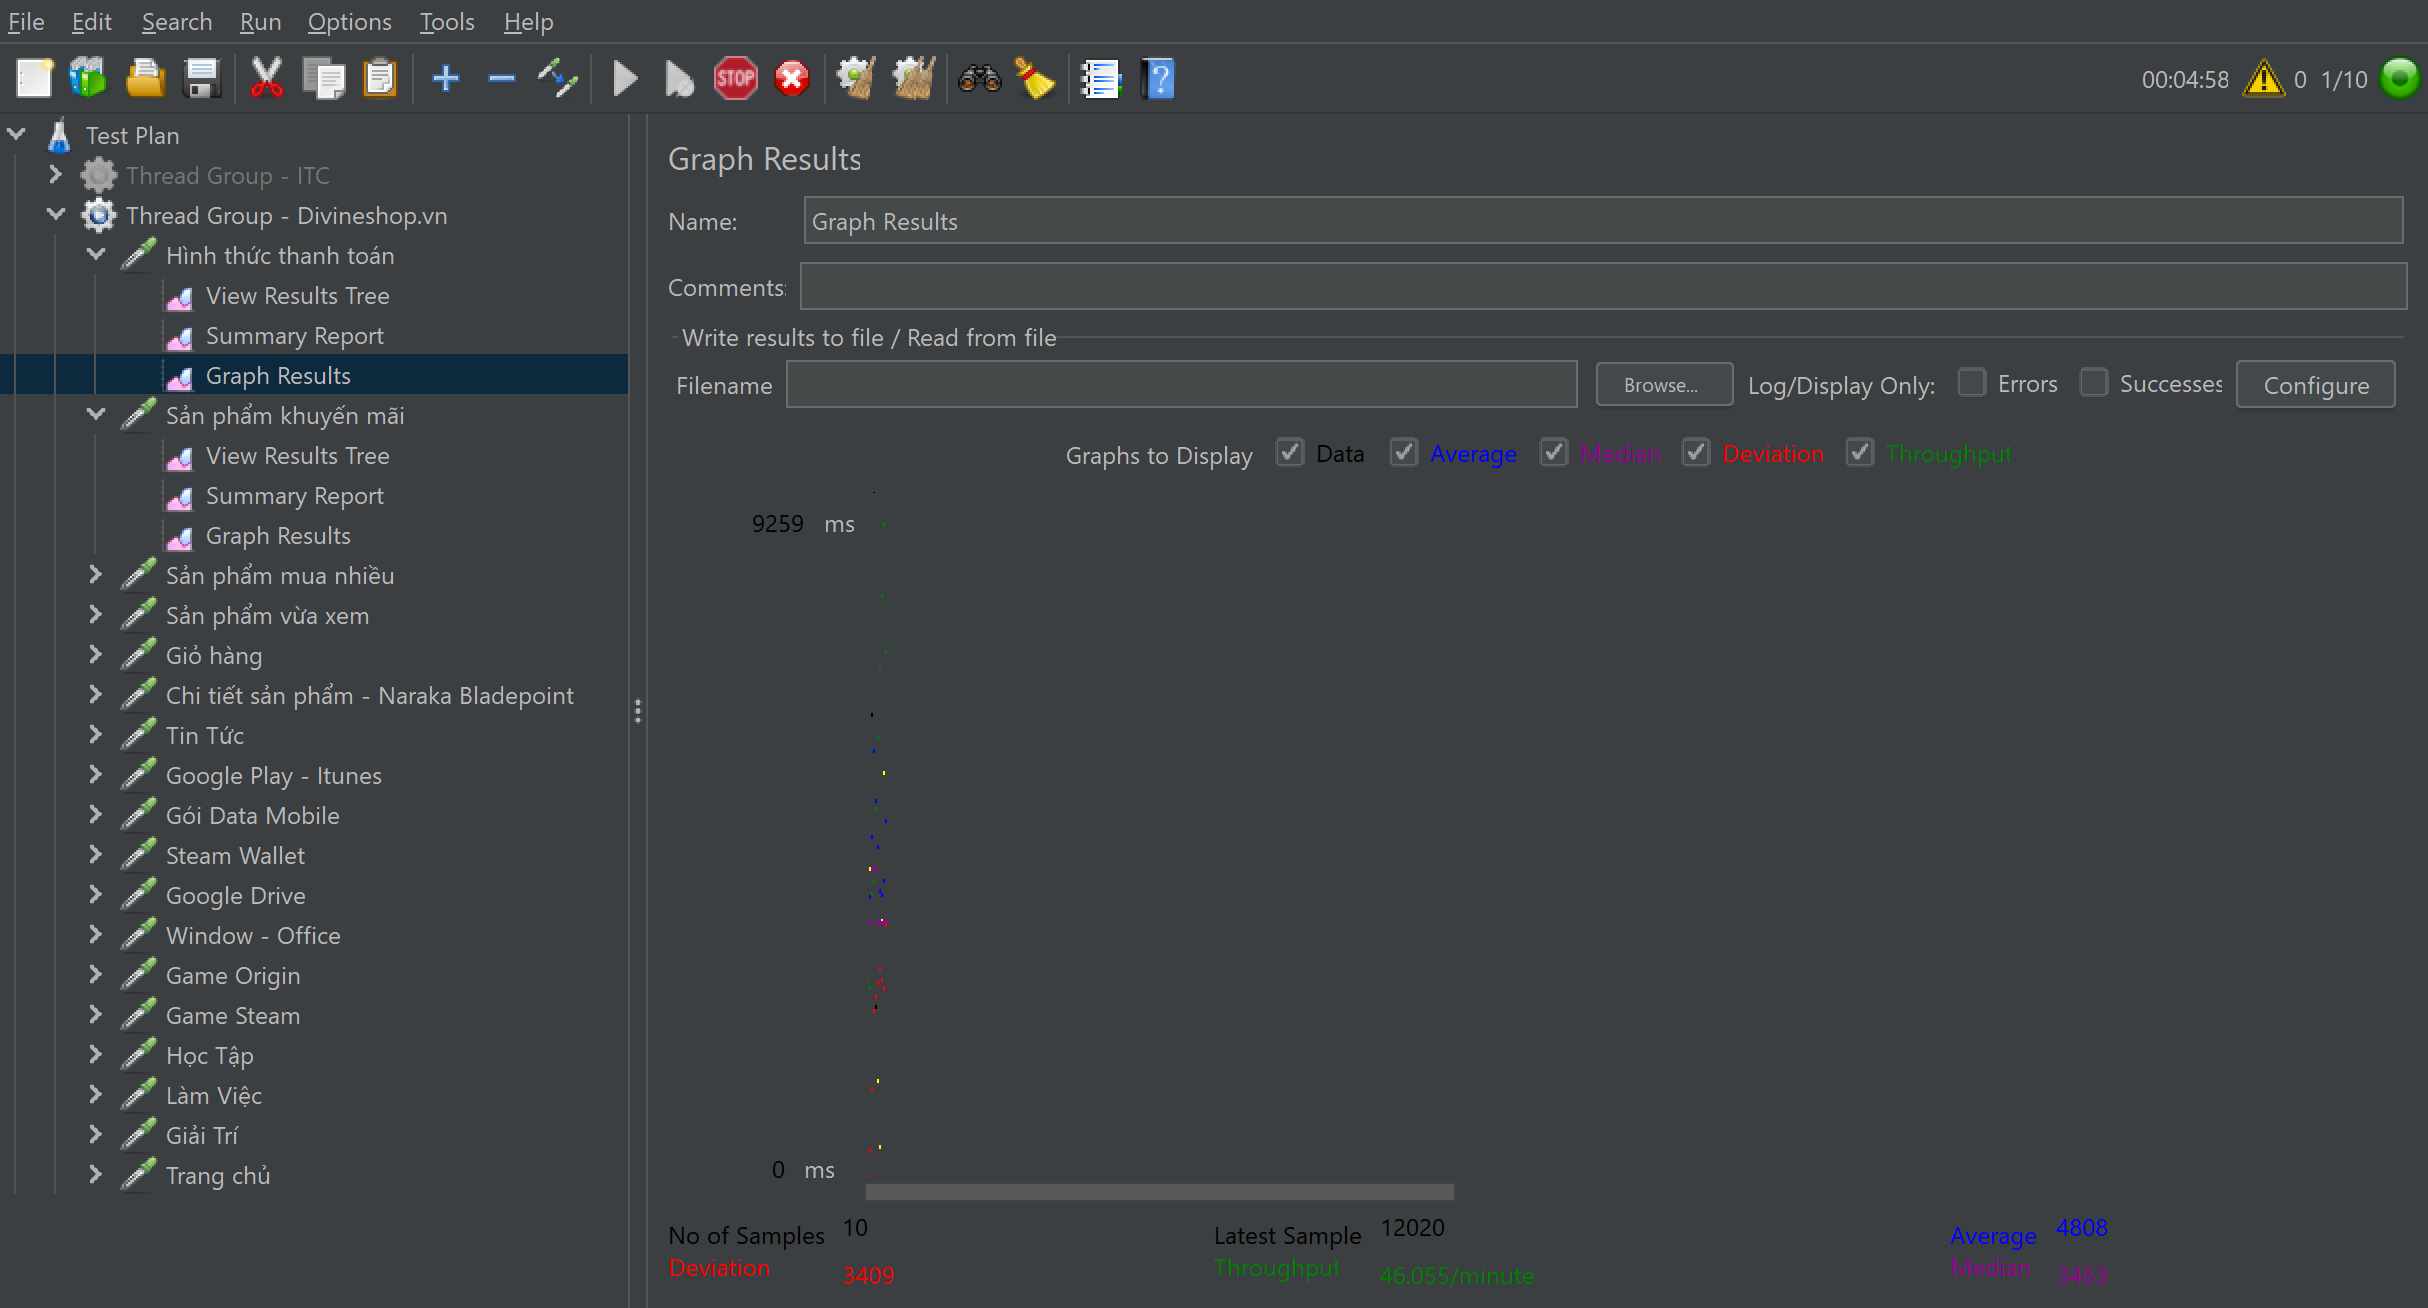 File Edit Search Run Options Tools Help
STOP
00:04:58 0 1/10
Test Plan
Thread Group - ITC
Thread Group - Divineshop.vn
Hình thức thanh toán
View Results Tree
Summary Report
Graph Results
Sản phẩm khuyến mãi
View Results Tree
Summary Report
Graph Results
Sản phẩm mua nhiều
Sản phẩm vừa xem
Giỏ hàng
Chi tiết sản phẩm - Naraka Bladepoint
Tin Tức
Google Play - Itunes
Gói Data Mobile
Steam Wallet
Google Drive
Window - Office
Game Origin
Game Steam
Học Tập
Làm Việc
Giải Trí
Trang chủ
Graph Results
Name: Graph Results
Comments:
Write results to file / Read from file
Filename Browse... Log/Display Only: Errors Successes Configure
Graphs to Display Data Average Median Deviation Throughput
9259 ms
0 ms
No of Samples 10 Latest Sample 12020 Average 4808
Deviation 3409 Throughput 46.055/minute Median 3463